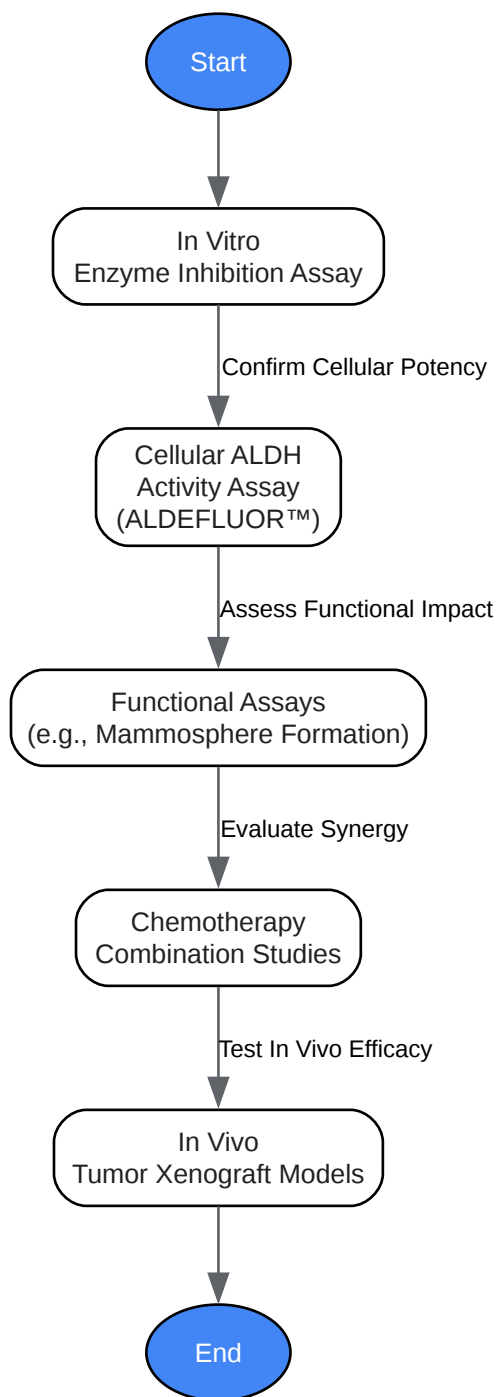 Start
In Vitro
Enzyme Inhibition Assay
Confirm Cellular Potency
Cellular ALDH
Activity Assay
(ALDEFLUOR™)
Assess Functional Impact
Functional Assays
(e.g., Mammosphere Formation)
Evaluate Synergy
Chemotherapy
Combination Studies
Test In Vivo Efficacy
In Vivo
Tumor Xenograft Models
End